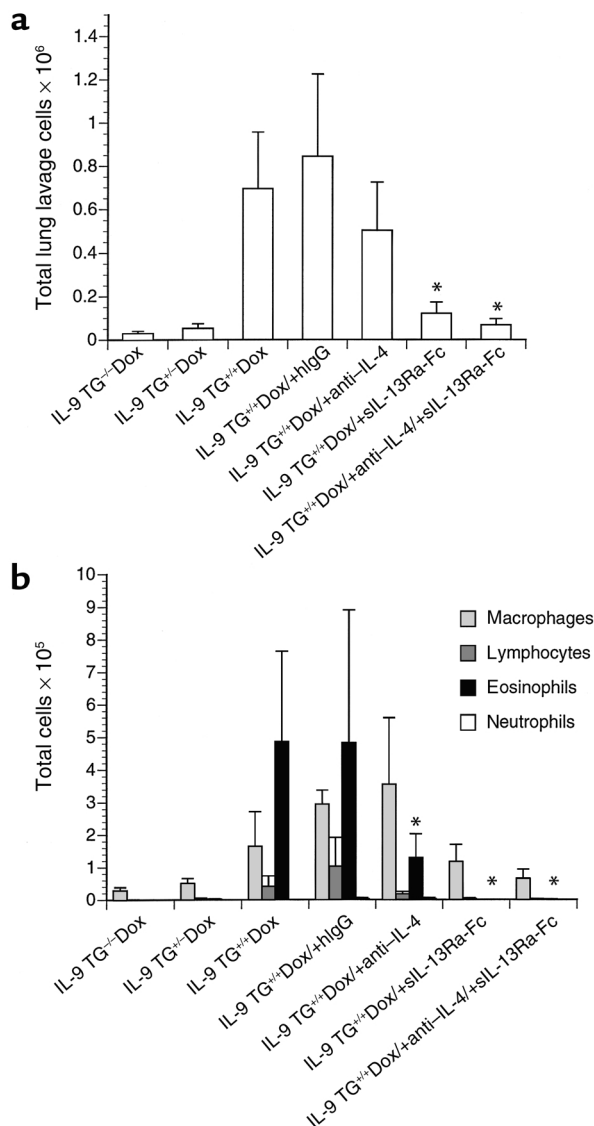 a
Total lung lavage cells × 10⁶
1.4
1.2
1
0.8
0.6
0.4
0.2
0
*
*
IL-9 TG⁻/⁻Dox
IL-9 TG⁺/⁻Dox
IL-9 TG⁺/⁺Dox
IL-9 TG⁺/⁺Dox/+hIgG
IL-9 TG⁺/⁺Dox/+anti–IL-4
IL-9 TG⁺/⁺Dox/+sIL-13Ra-Fc
IL-9 TG⁺/⁺Dox/+anti–IL-4/+sIL-13Ra-Fc
b
Total cells × 10⁵
10
9
8
7
6
5
4
3
2
1
0
Macrophages
Lymphocytes
Eosinophils
Neutrophils
*
*
*
IL-9 TG⁻/⁻Dox
IL-9 TG⁺/⁻Dox
IL-9 TG⁺/⁺Dox
IL-9 TG⁺/⁺Dox/+hIgG
IL-9 TG⁺/⁺Dox/+anti–IL-4
IL-9 TG⁺/⁺Dox/+sIL-13Ra-Fc
IL-9 TG⁺/⁺Dox/+anti–IL-4/+sIL-13Ra-Fc